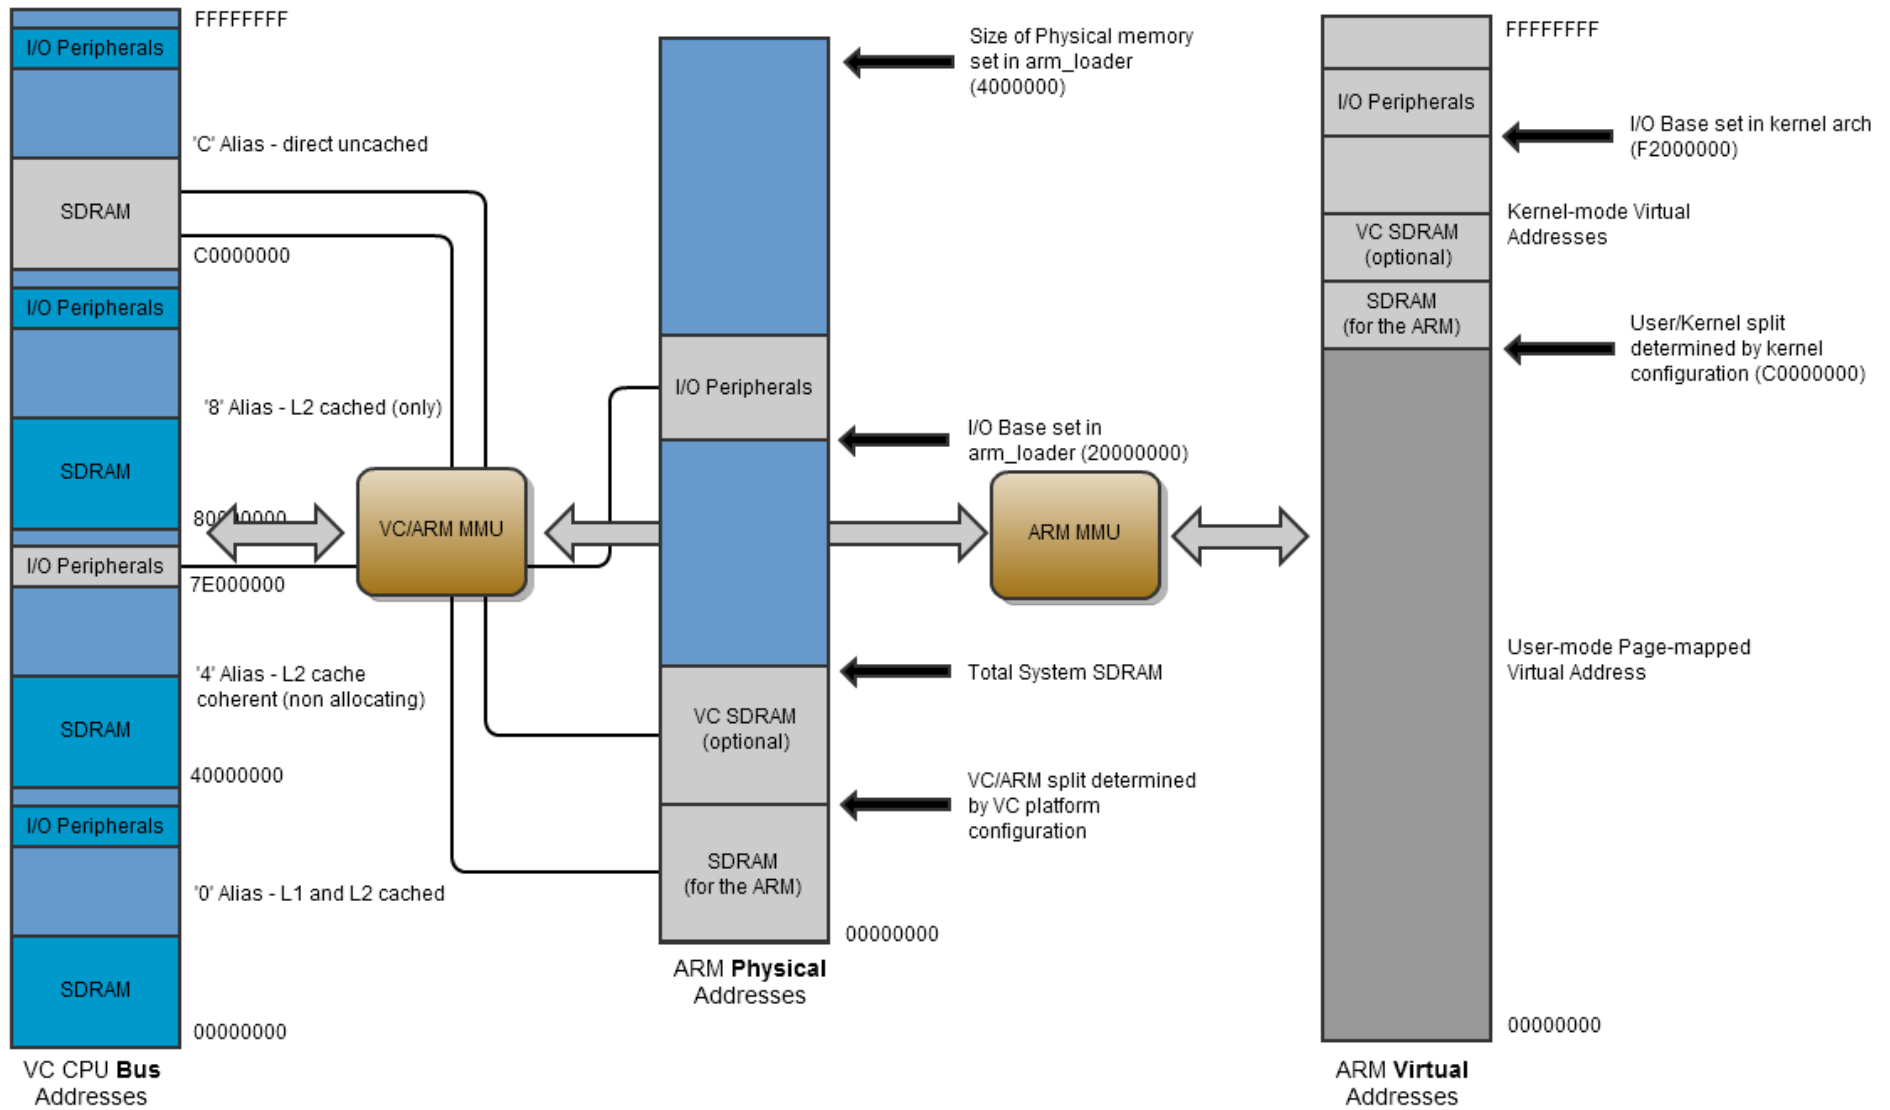 FFFFFFFF
I/O Peripherals
'C' Alias - direct uncached
SDRAM
C0000000
I/O Peripherals
'8' Alias - L2 cached (only)
SDRAM
80000000
I/O Peripherals
7E000000
'4' Alias - L2 cache
coherent (non allocating)
SDRAM
40000000
I/O Peripherals
'0' Alias - L1 and L2 cached
SDRAM
00000000
VC CPU Bus
Addresses
VC/ARM MMU
Size of Physical memory
set in arm_loader
(4000000)
I/O Peripherals
I/O Base set in
arm_loader (20000000)
Total System SDRAM
VC SDRAM
(optional)
VC/ARM split determined
by VC platform
configuration
SDRAM
(for the ARM)
00000000
ARM Physical
Addresses
ARM MMU
FFFFFFFF
I/O Peripherals
I/O Base set in kernel arch
(F2000000)
Kernel-mode Virtual
Addresses
VC SDRAM
(optional)
SDRAM
(for the ARM)
User/Kernel split
determined by kernel
configuration (C0000000)
User-mode Page-mapped
Virtual Address
00000000
ARM Virtual
Addresses